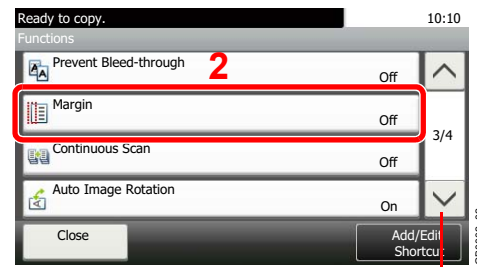 Ready to copy. 10:10
Functions
Prevent Bleed-through 2
Off
Margin
Off
3/4
Continuous Scan
Off
Auto Image Rotation
On
Close Add/Edit
Shortcut